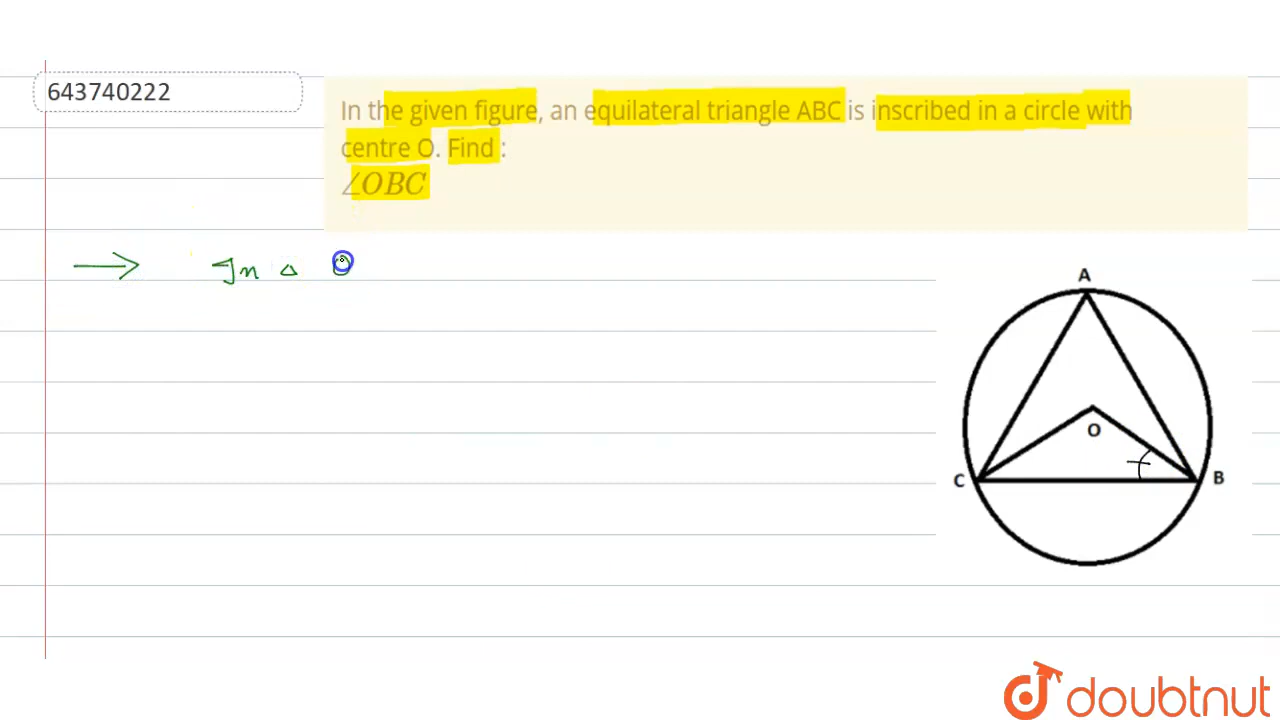 643740222
In the given figure, an equilateral triangle ABC is inscribed in a circle with
centre O. Find :
∠OBC
→ In △ O
A
O
C
B
doubtnut